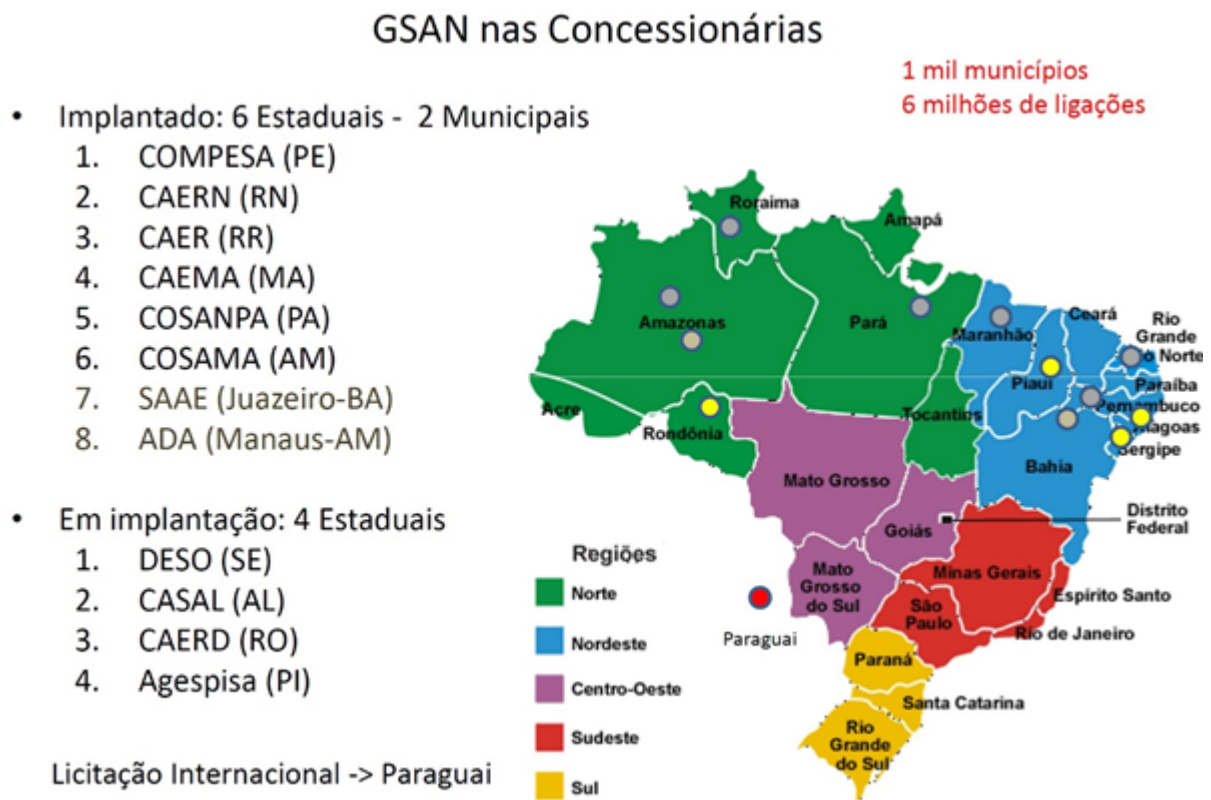 GSAN nas Concessionárias
1 mil municípios
6 milhões de ligações
• Implantado: 6 Estaduais - 2 Municipais
1. COMPESA (PE)
2. CAERN (RN)
3. CAER (RR)
4. CAEMA (MA)
5. COSANPA (PA)
6. COSAMA (AM)
7. SAAE (Juazeiro-BA)
8. ADA (Manaus-AM)
• Em implantação: 4 Estaduais
1. DESO (SE)
2. CASAL (AL)
3. CAERD (RO)
4. Agespisa (PI)
Licitação Internacional -> Paraguai
Roraima
Amapá
Amazonas
Pará
Maranhão
Ceará
Rio
Grande
o Norte
Piauí
Paraíba
Pernambuco
lagoas
Sergipe
Acre
Rondônia
Tocantins
Bahia
Mato Grosso
Distrito
Federal
Goiás
Mato
Grosso
do Sul
Minas Gerais
Espírito Santo
São
Paulo
Rio de Janeiro
Paraguai
Paraná
Santa Catarina
Rio
Grande
do Sul
Regiões
Norte
Nordeste
Centro-Oeste
Sudeste
Sul